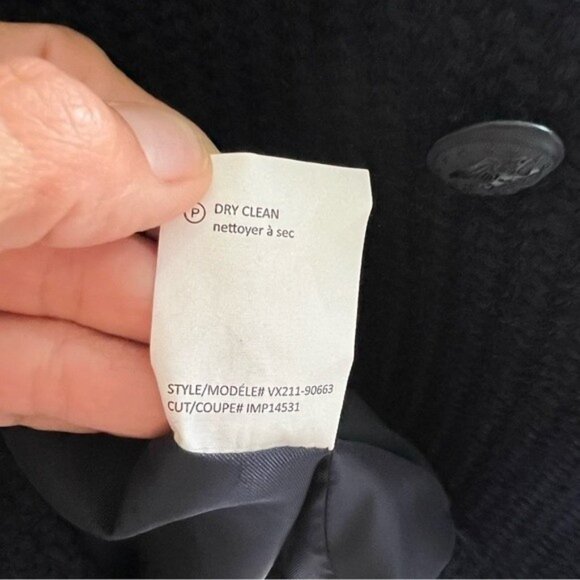 P DRY CLEAN
nettoyer à sec
STYLE/MODÉLE# VX211-90663
CUT/COUPE# IMP14531